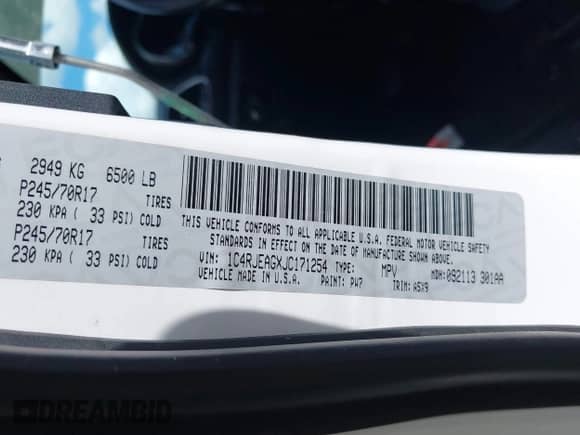 2949 KG 6500 LB
P245/70R17 TIRES
230 KPA ( 33 PSI) COLD
P245/70R17 TIRES
230 KPA ( 33 PSI) COLD
THIS VEHICLE CONFORMS TO ALL APPLICABLE U.S.A. FEDERAL MOTOR VEHICLE SAFETY
STANDARDS IN EFFECT ON THE DATE OF MANUFACTURE SHOWN ABOVE.
VIN: 1C4RJEAGXJC171254 TYPE: MPV MDH: 092113 301AA
VEHICLE MADE IN U.S.A. PAINT: PW7 TRIM: A5X9
DREAMBID